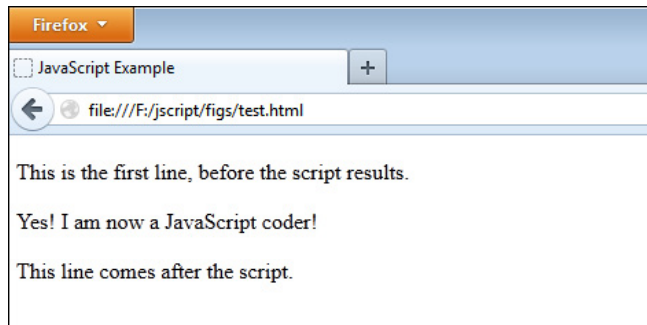 Firefox
JavaScript Example
file:///F:/jscript/figs/test.html
This is the first line, before the script results.
Yes! I am now a JavaScript coder!
This line comes after the script.